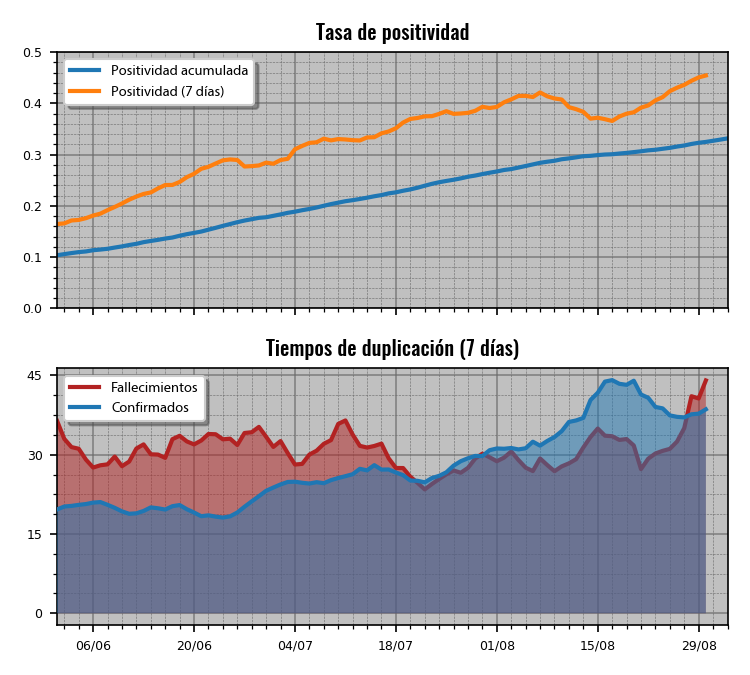 Tasa de positividad
0.5
0.4
0.3
0.2
0.1
0.0
Positividad acumulada
Positividad (7 días)
Tiempos de duplicación (7 días)
45
30
15
0
Fallecimientos
Confirmados
06/06 20/06 04/07 18/07 01/08 15/08 29/08